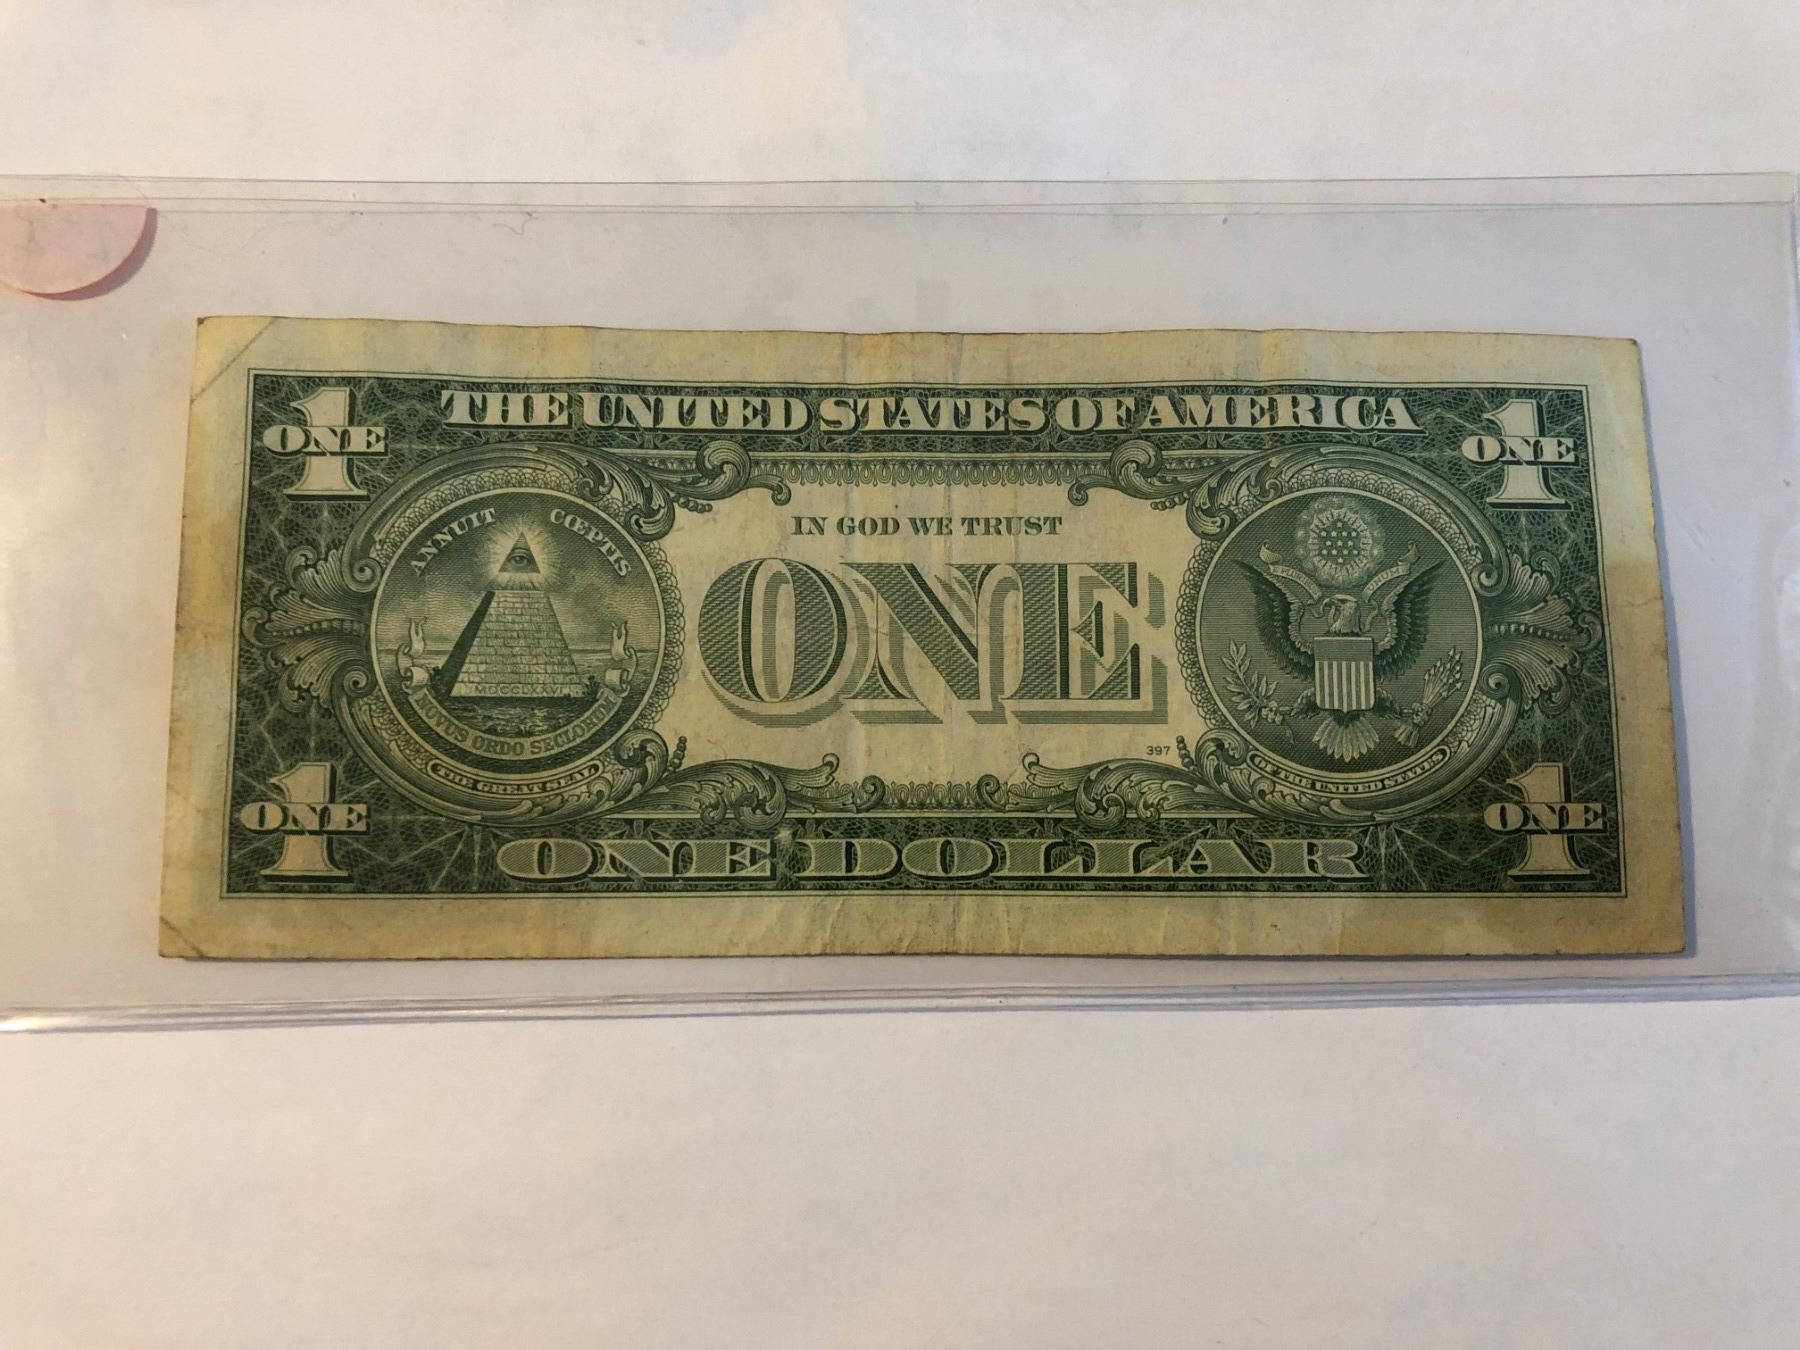 THE UNITED STATES OF AMERICA
1
ONE
1
ONE
ANNUIT CŒPTIS
IN GOD WE TRUST
ONE
MDCCLXXVI
NOVUS ORDO SECLORUM
397
THE GREAT SEAL
OF THE UNITED STATES
1
ONE
1
ONE
ONE DOLLAR